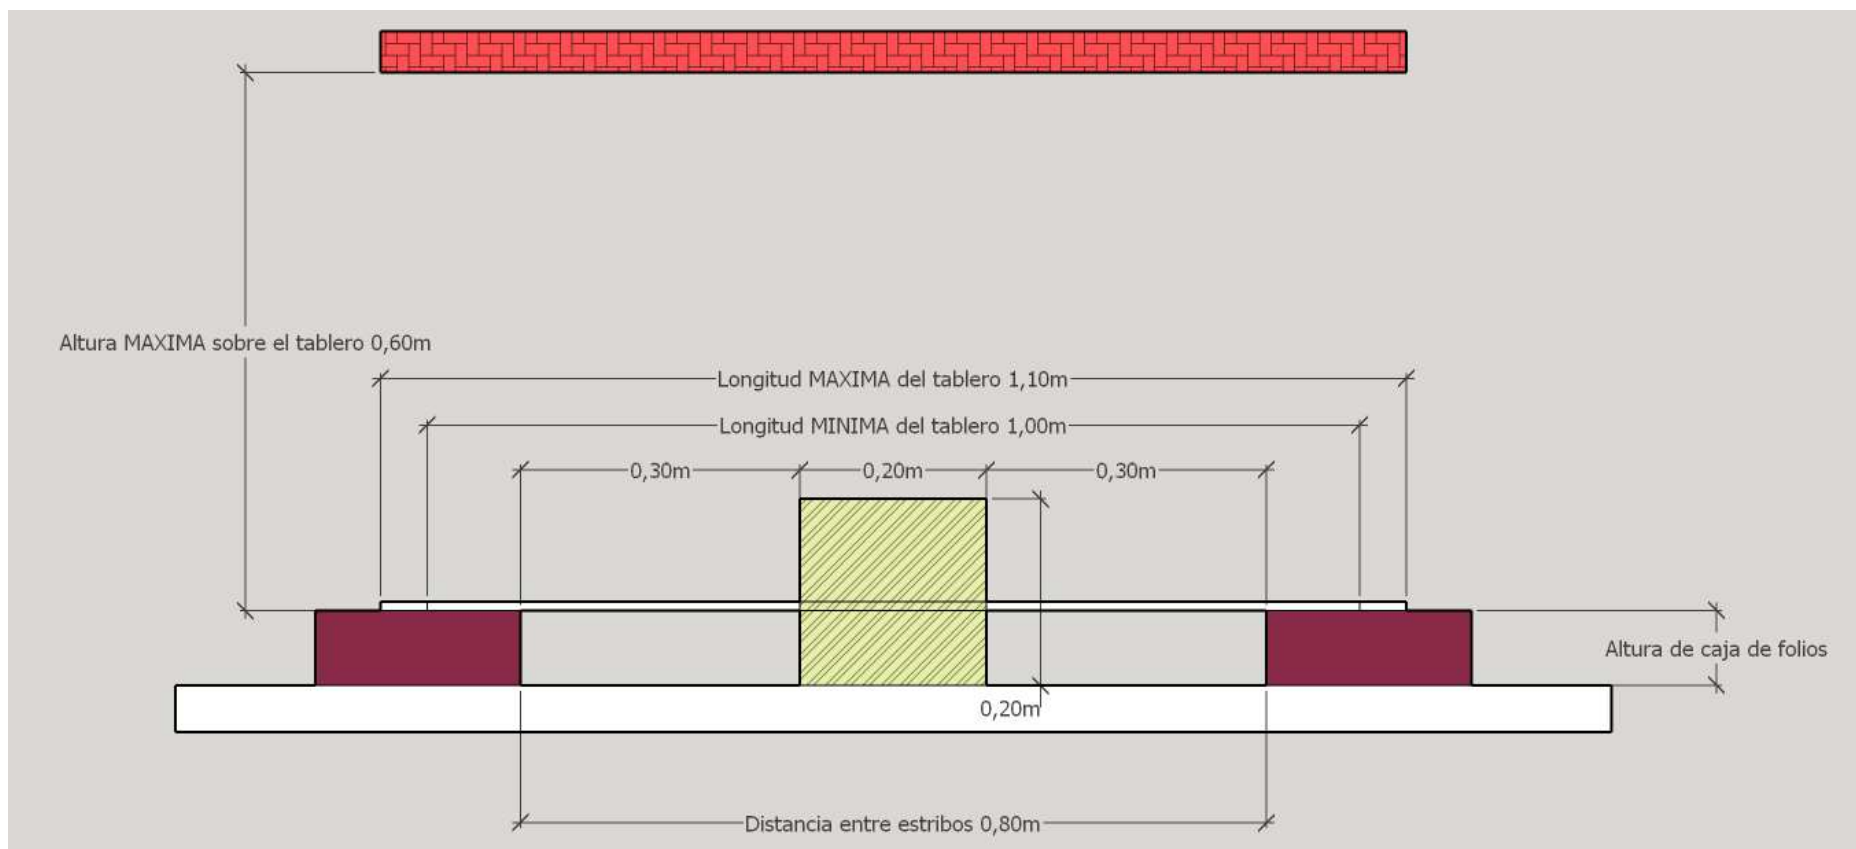 Altura MAXIMA sobre el tablero 0,60m
Longitud MAXIMA del tablero 1,10m
Longitud MINIMA del tablero 1,00m
0,30m
0,20m
0,30m
Altura de caja de folios
0,20m
Distancia entre estribos 0,80m